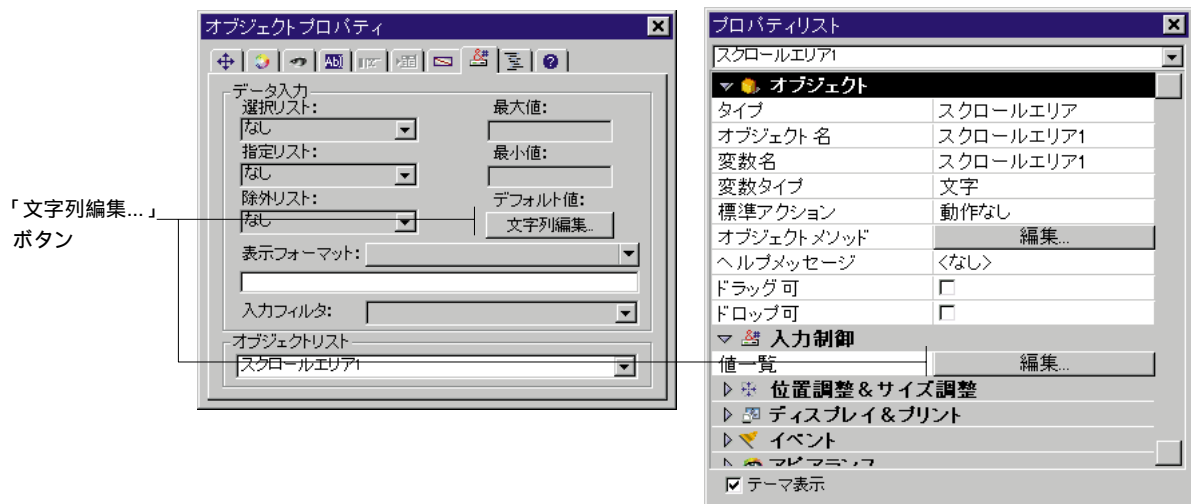 「文字列編集...」
ボタン
オブジェクトプロパティ
データ入力
選択リスト:
なし
指定リスト:
なし
除外リスト:
なし
最大値:
最小値:
デフォルト値:
文字列編集...
表示フォーマット:
入力フィルタ:
オブジェクトリスト
スクロールエリア1
プロパティリスト
スクロールエリア1
オブジェクト
タイプ スクロールエリア
オブジェクト名 スクロールエリア1
変数名 スクロールエリア1
変数タイプ 文字
標準アクション 動作なし
オブジェクトメソッド 編集...
ヘルプメッセージ <なし>
ドラッグ可
ドロップ可
入力制御
値一覧 編集...
位置調整&サイズ調整
ディスプレイ&プリント
イベント
テーマ表示